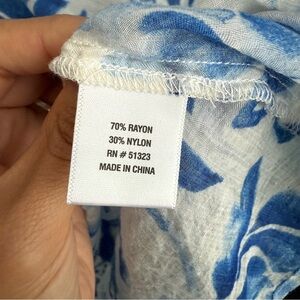 70% RAYON
30% NYLON
RN # 51323
MADE IN CHINA